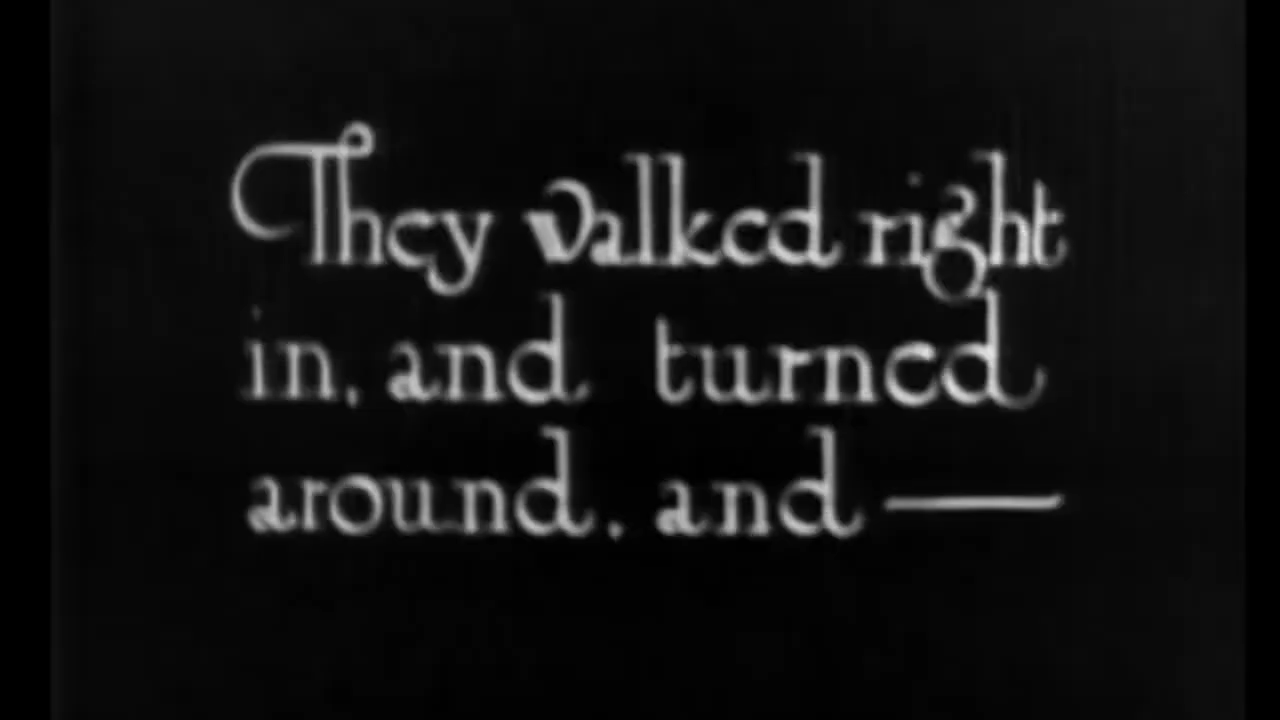 They walked right
in, and turned
around, and —